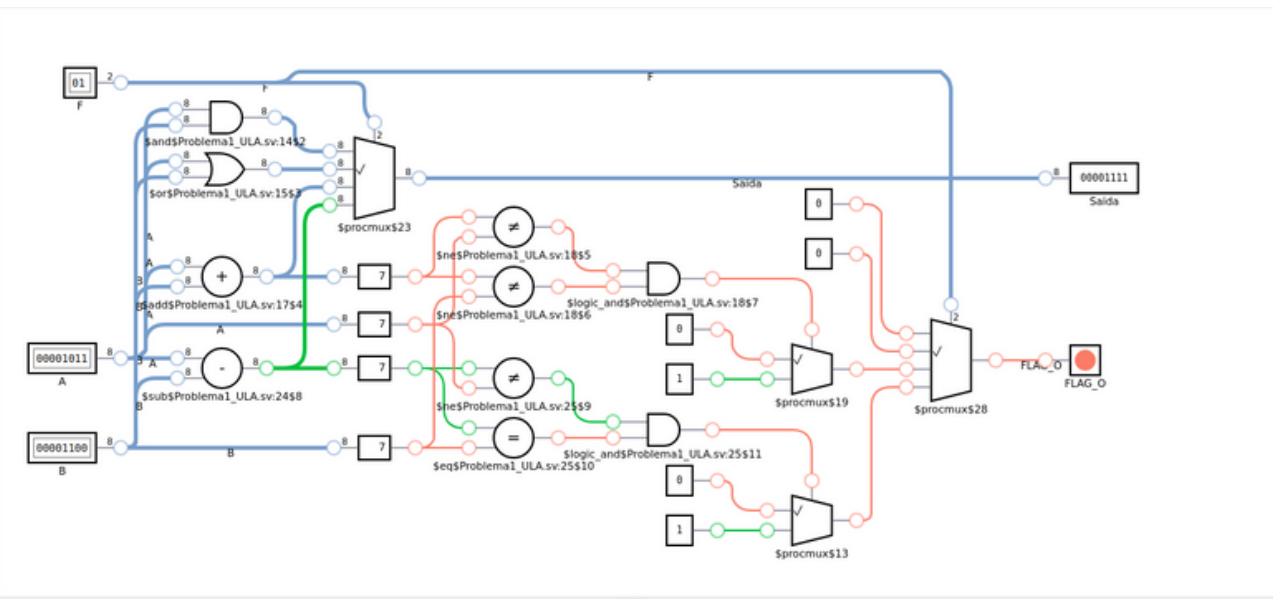 F
01
2
F
F
8
8
8
$and$Problema1_ULA.sv:14$2
8
8
8
$or$Problema1_ULA.sv:15$3
2
8
8
8
8
8
$procmux$23
Saida
8
00001111
Saida
A
A
B
8
8
8
+
$add$Problema1_ULA.sv:17$4
A
A
8
7
8
7
8
7
8
7
≠
$ne$Problema1_ULA.sv:18$5
≠
$ne$Problema1_ULA.sv:18$6
$logic_and$Problema1_ULA.sv:18$7
0
0
0
1
$procmux$19
2
$procmux$28
FLAG_O
FLAG_O
00001011
8
A
B
A
8
8
8
-
$sub$Problema1_ULA.sv:24$8
B
00001100
8
B
B
≠
$ne$Problema1_ULA.sv:25$9
=
$eq$Problema1_ULA.sv:25$10
$logic_and$Problema1_ULA.sv:25$11
0
1
$procmux$13